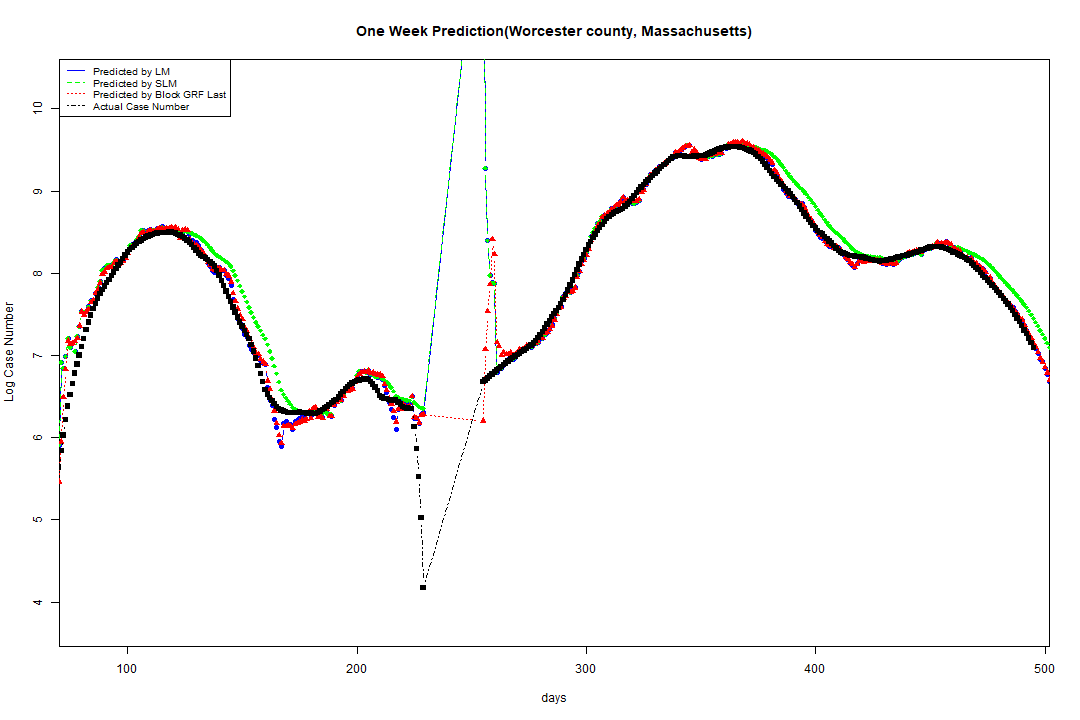 One Week Prediction(Worcester county, Massachusetts)
Predicted by LM
Predicted by SLM
Predicted by Block GRF Last
Actual Case Number
10
9
8
7
6
5
4
Log Case Number
100 200 300 400 500
days